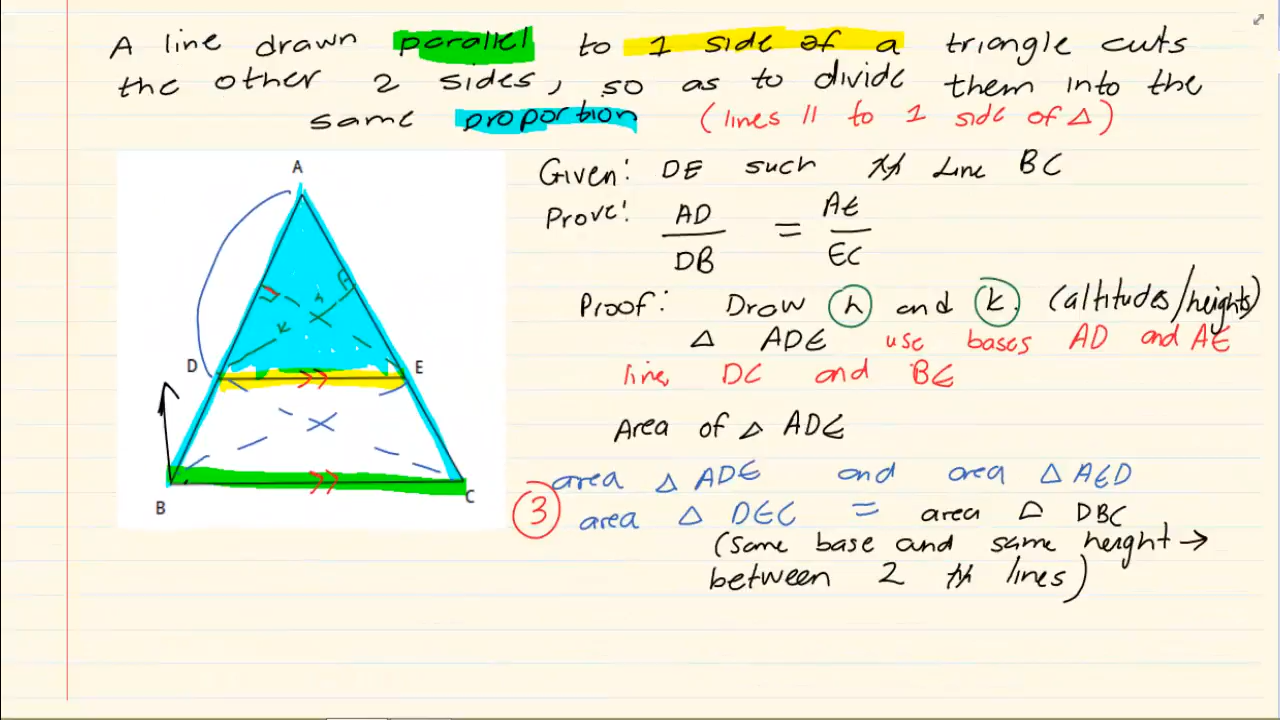 A line drawn parallel to 1 side of a triangle cuts
the other 2 sides, so as to divide them into the
same proportion (lines || to 1 side of Δ)
A
h
k
D
E
B
C
Given: DE such // Line BC
Prove: AD/DB = AE/EC
Proof: Draw h and k. (altitudes/heights)
Δ ADE use bases AD and AE
line, DC and BE
Area of Δ ADE
area Δ ADE and area Δ AED
③ area Δ DEC = area Δ DBC
(same base and same height →
between 2 // lines)